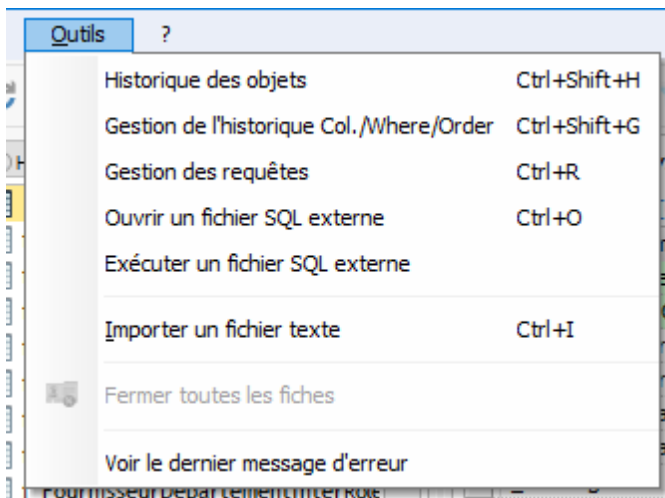 Outils ?
Historique des objets Ctrl+Shift+H
Gestion de l'historique Col./Where/Order Ctrl+Shift+G
Gestion des requêtes Ctrl+R
Ouvrir un fichier SQL externe Ctrl+O
Exécuter un fichier SQL externe
Importer un fichier texte Ctrl+I
Fermer toutes les fiches
Voir le dernier message d'erreur
FournisseurDepartementInterRole